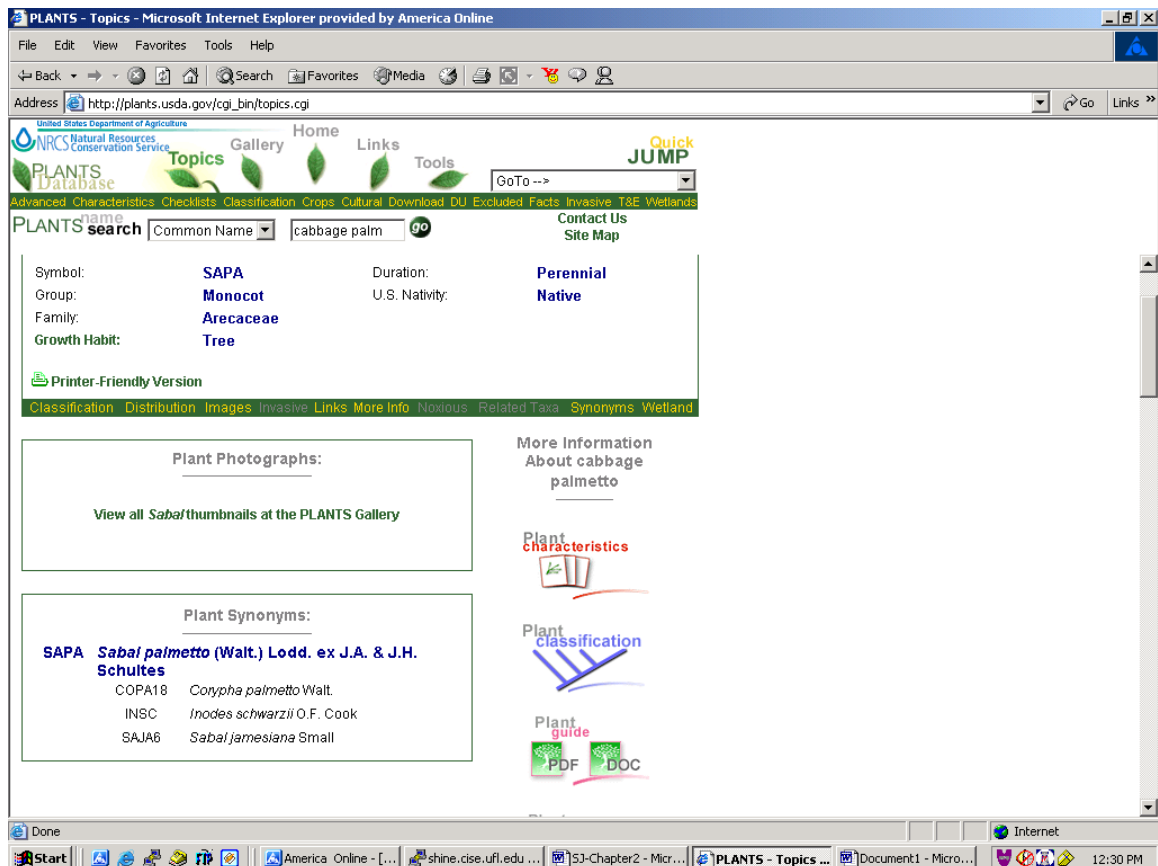 PLANTS - Topics - Microsoft Internet Explorer provided by America Online
File Edit View Favorites Tools Help
Back Search Favorites Media
Address http://plants.usda.gov/cgi_bin/topics.cgi Go Links »
United States Department of Agriculture
NRCS Natural Resources Conservation Service
PLANTS Database
Topics Gallery Home Links Tools
Quick JUMP
GoTo -->
Advanced Characteristics Checklists Classification Crops Cultural Download DU Excluded Facts Invasive T&E Wetlands
PLANTS name search Common Name cabbage palm go
Contact Us
Site Map
Symbol: SAPA Duration: Perennial
Group: Monocot U.S. Nativity: Native
Family: Arecaceae
Growth Habit: Tree
Printer-Friendly Version
Classification Distribution Images Invasive Links More Info Noxious Related Taxa Synonyms Wetland
Plant Photographs:
View all Sabal thumbnails at the PLANTS Gallery
Plant Synonyms:
SAPA Sabal palmetto (Walt.) Lodd. ex J.A. & J.H.
Schultes
COPA18 Corypha palmetto Walt.
INSC Inodes schwarzii O.F. Cook
SAJA6 Sabal jamesiana Small
More Information
About cabbage
palmetto
Plant
characteristics
Plant
classification
Plant
guide
PDF DOC
Done Internet
Start America Online - [... shine.cise.ufl.edu ... SJ-Chapter2 - Micr... PLANTS - Topics ... Document1 - Micro... 12:30 PM